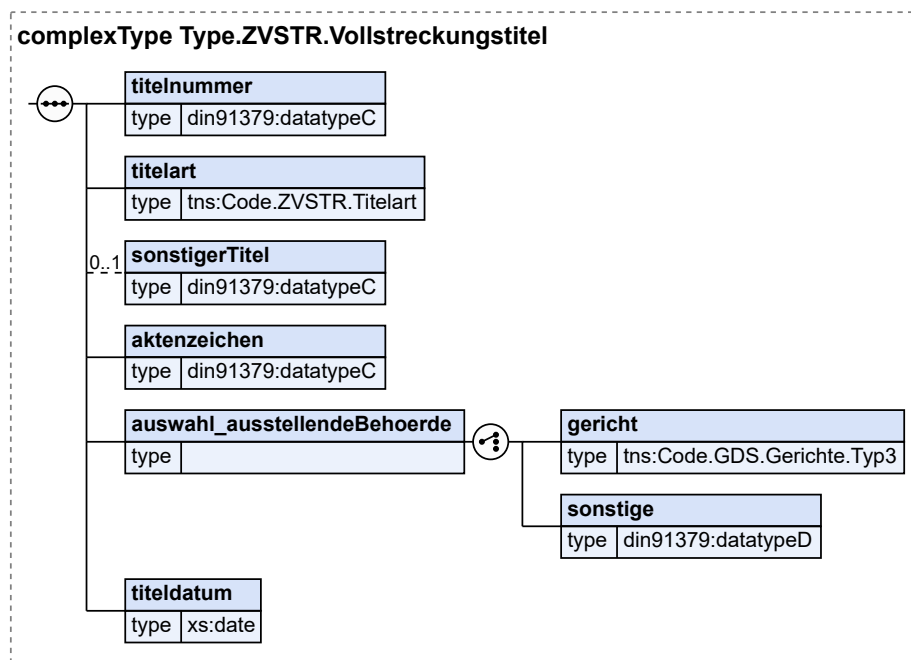 complexType Type.ZVSTR.Vollstreckungstitel
titelnummer
type din91379:datatypeC
titelart
type tns:Code.ZVSTR.Titelart
0..1
sonstigerTitel
type din91379:datatypeC
aktenzeichen
type din91379:datatypeC
auswahl_ausstellendeBehoerde
type
gericht
type tns:Code.GDS.Gerichte.Typ3
sonstige
type din91379:datatypeD
titeldatum
type xs:date